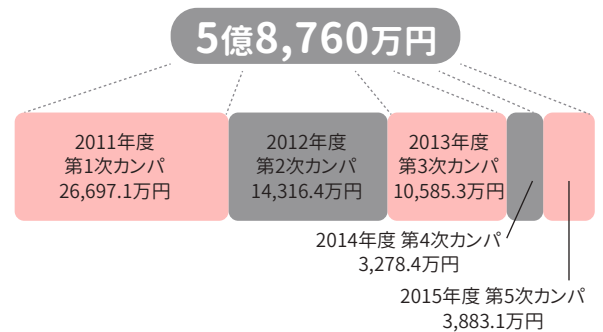 5億8,760万円
2011年度
第1次カンパ
26,697.1万円
2012年度
第2次カンパ
14,316.4万円
2013年度
第3次カンパ
10,585.3万円
2014年度 第4次カンパ
3,278.4万円
2015年度 第5次カンパ
3,883.1万円